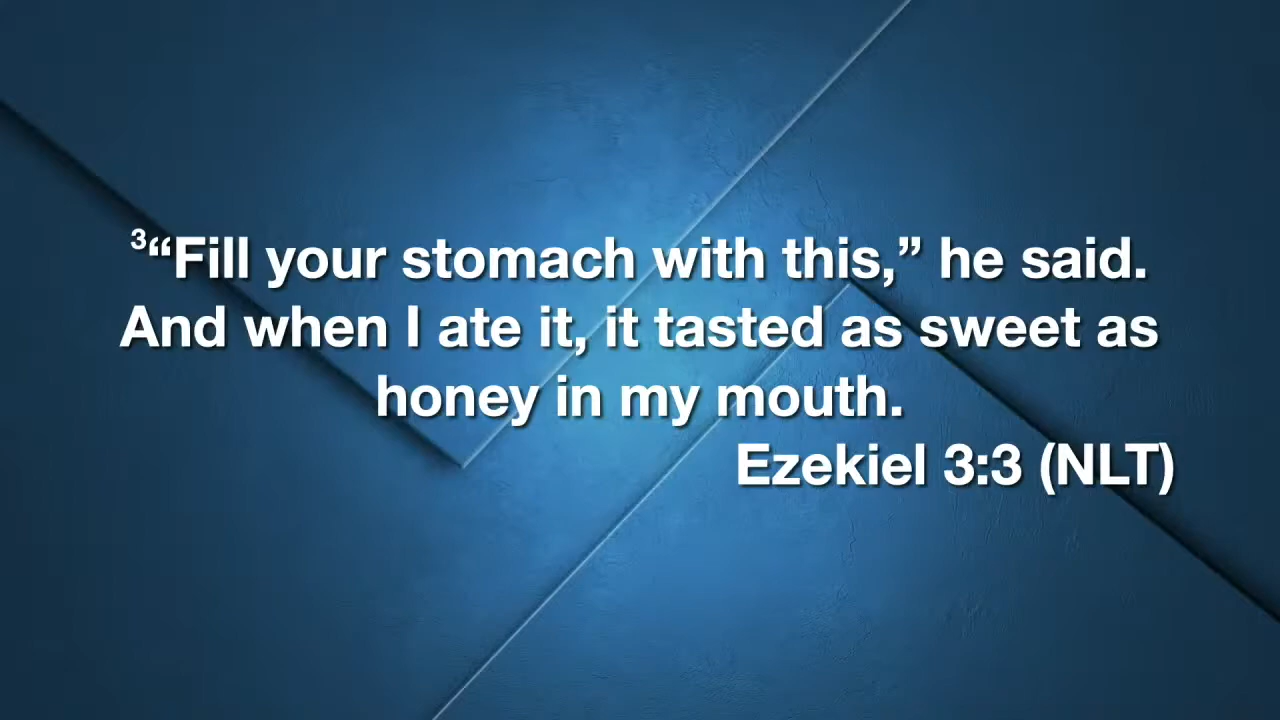 ³“Fill your stomach with this,” he said.
And when I ate it, it tasted as sweet as
honey in my mouth.
Ezekiel 3:3 (NLT)